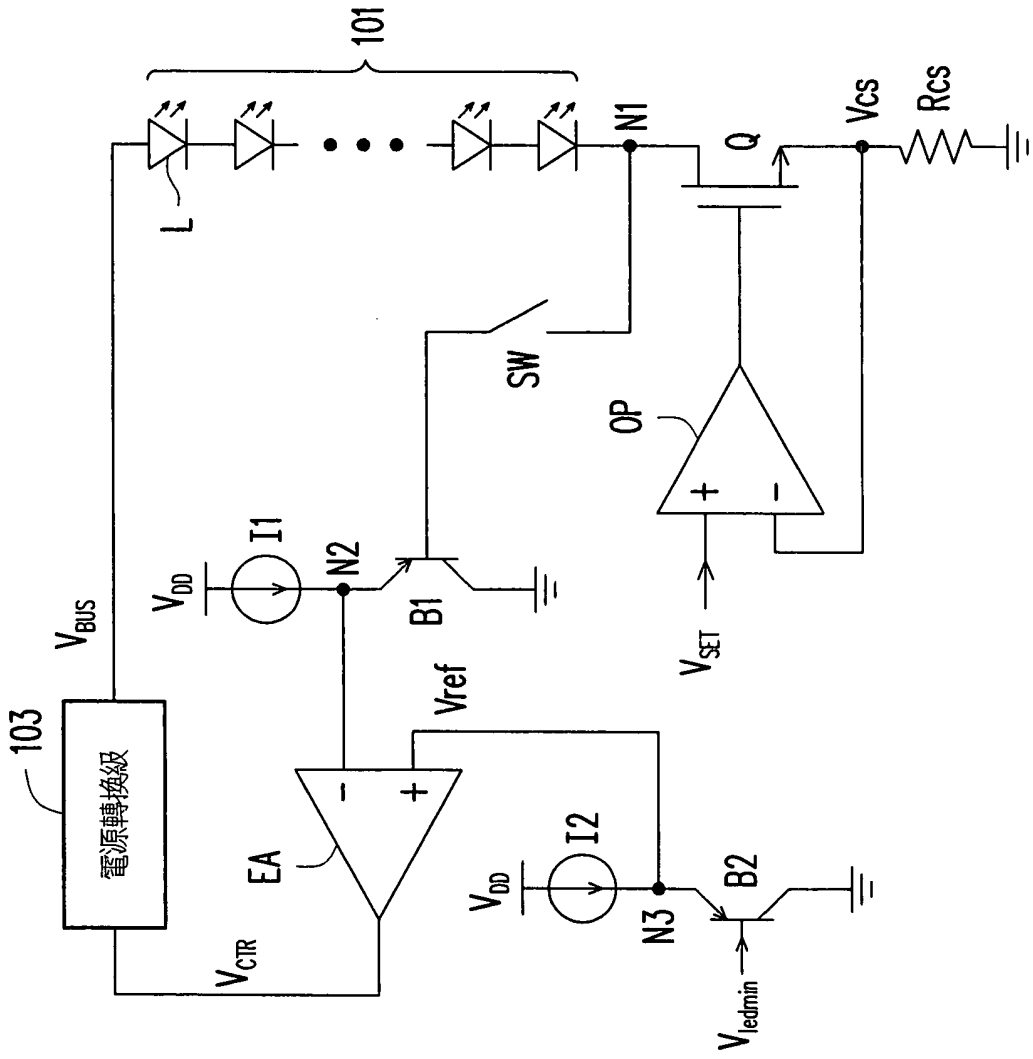 103
電源轉換級
V_BUS
V_CTR
101
L
V_DD
I1
N2
B1
EA
Vref
SW
N1
Q
OP
Vcs
Rcs
V_SET
V_DD
I2
N3
B2
V_ledmin
+
-
+
-